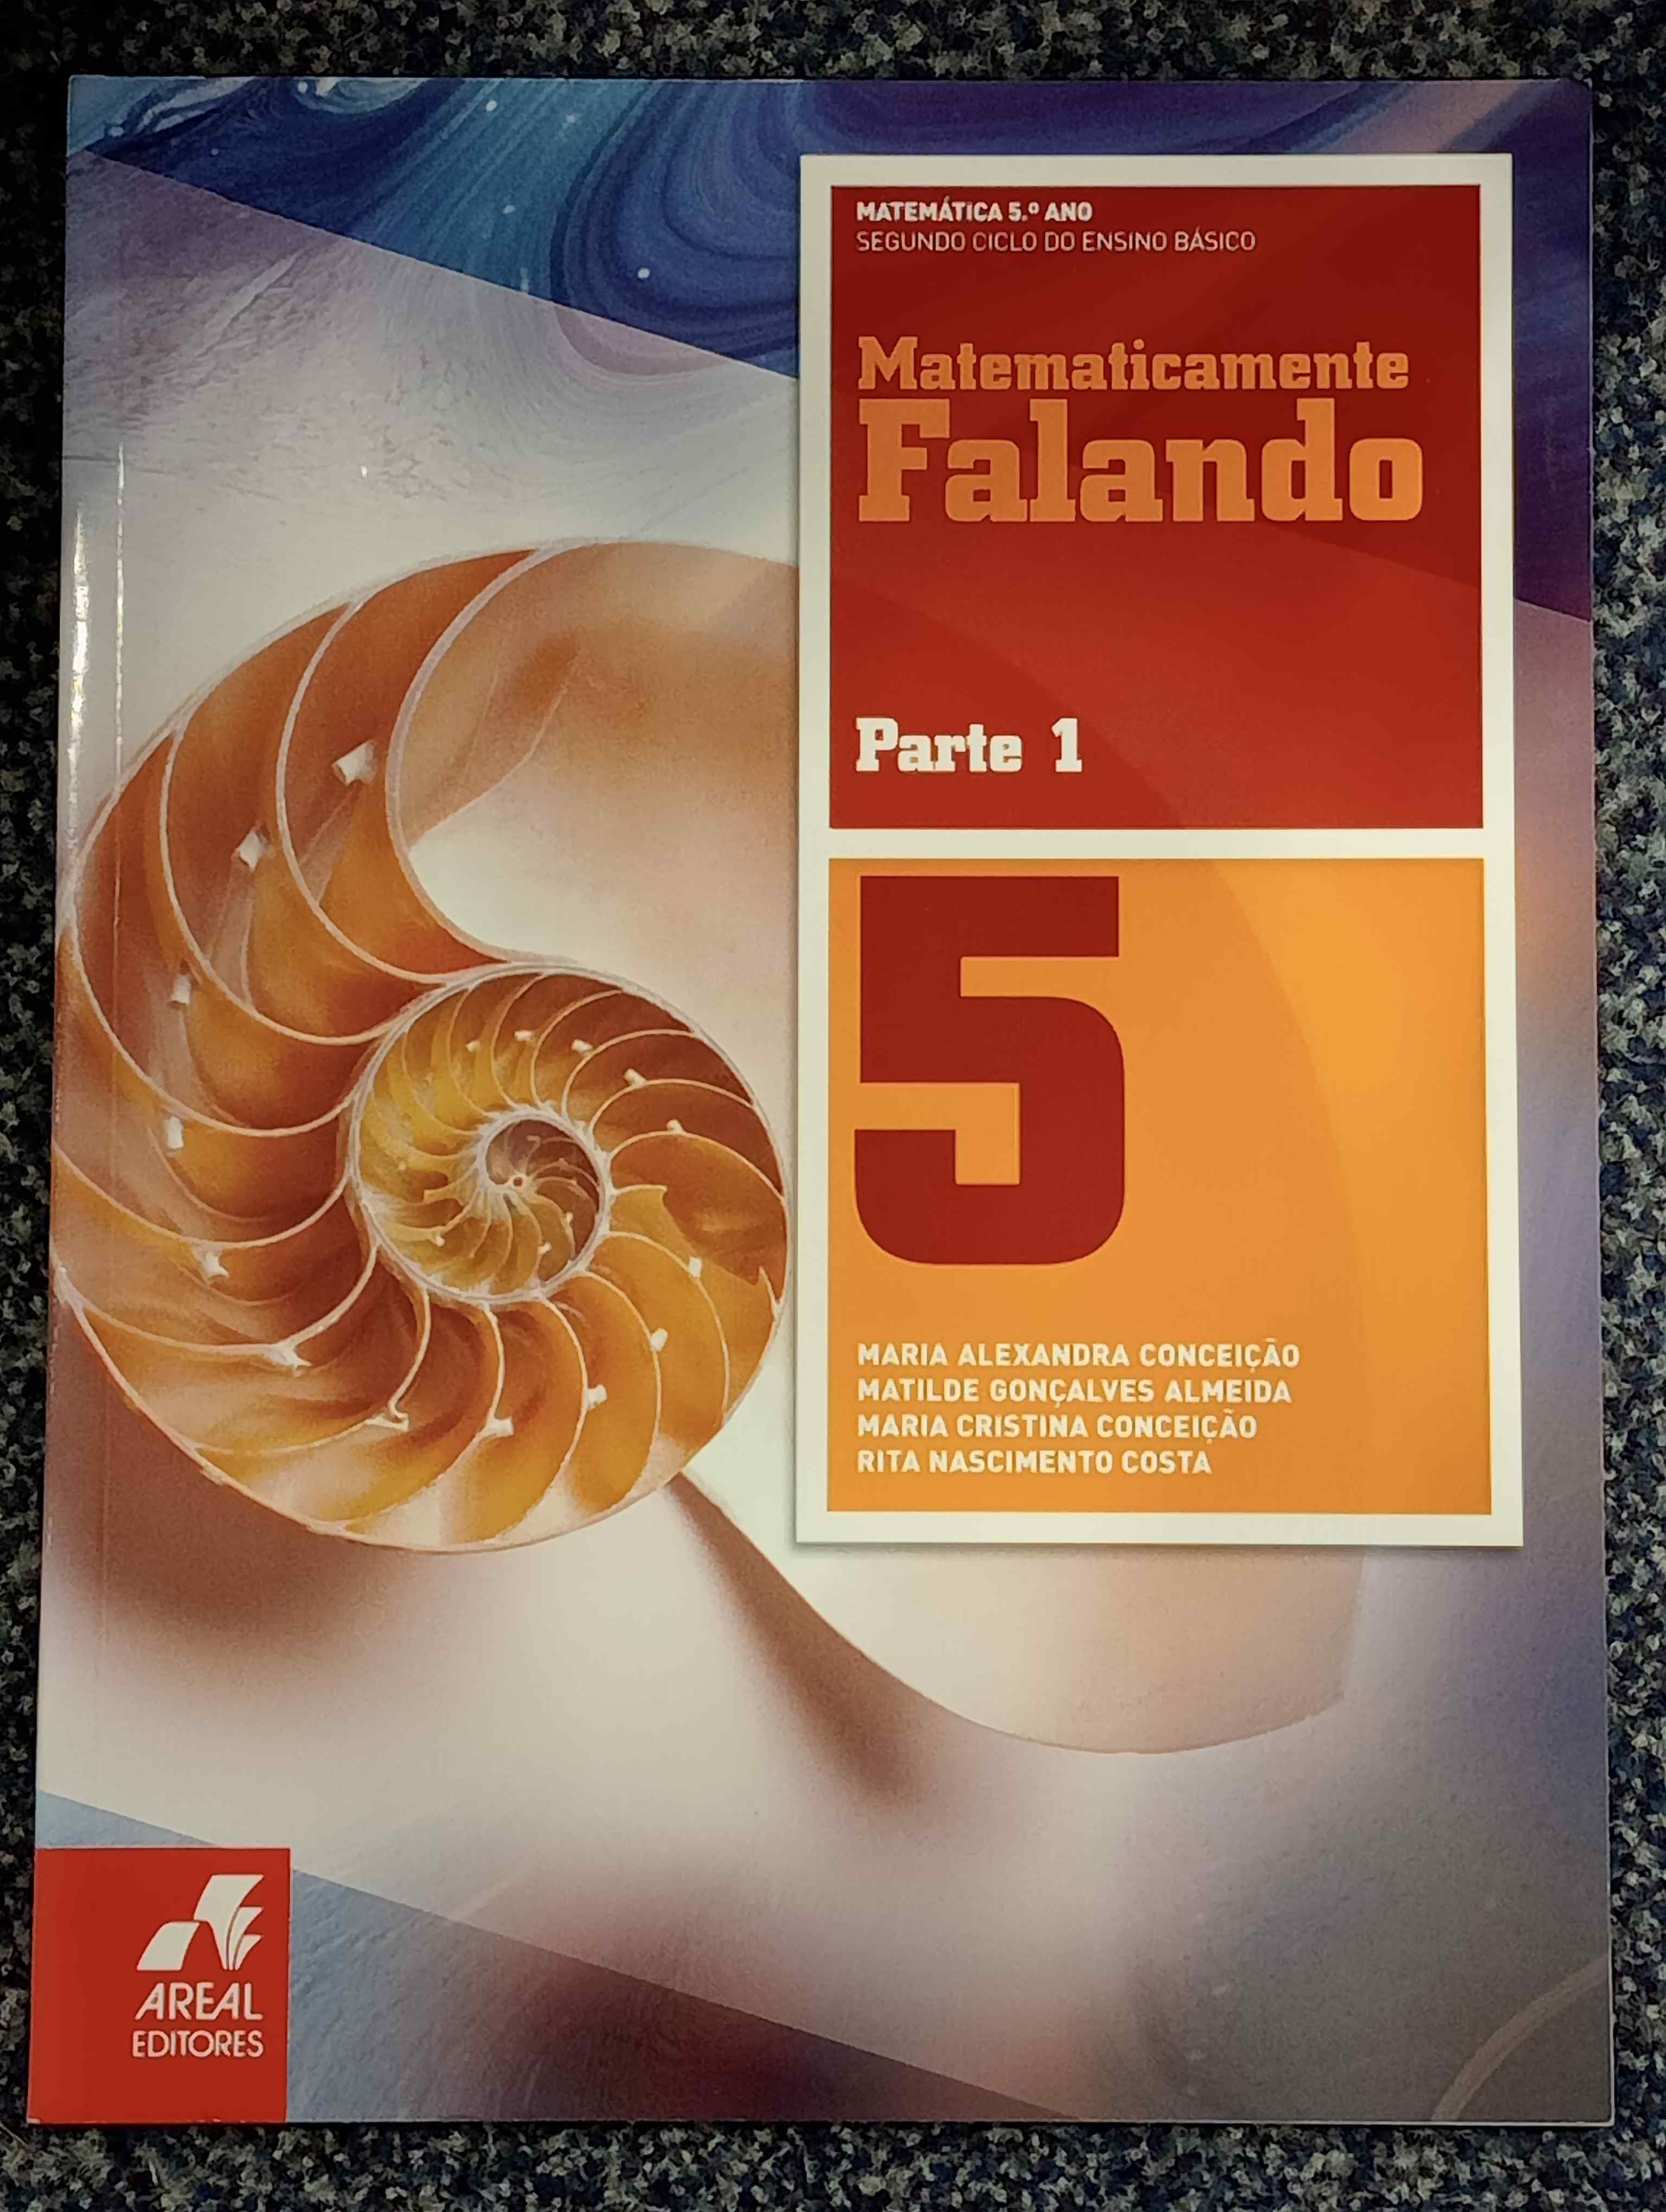 MATEMÁTICA 5.º ANO
SEGUNDO CICLO DO ENSINO BÁSICO
Matematicamente
Falando
Parte 1
5
MARIA ALEXANDRA CONCEIÇÃO
MATILDE GONÇALVES ALMEIDA
MARIA CRISTINA CONCEIÇÃO
RITA NASCIMENTO COSTA
AREAL
EDITORES